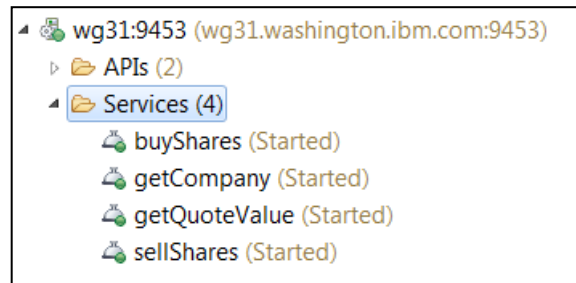 wg31:9453 (wg31.washington.ibm.com:9453)
APIs (2)
Services (4)
buyShares (Started)
getCompany (Started)
getQuoteValue (Started)
sellShares (Started)